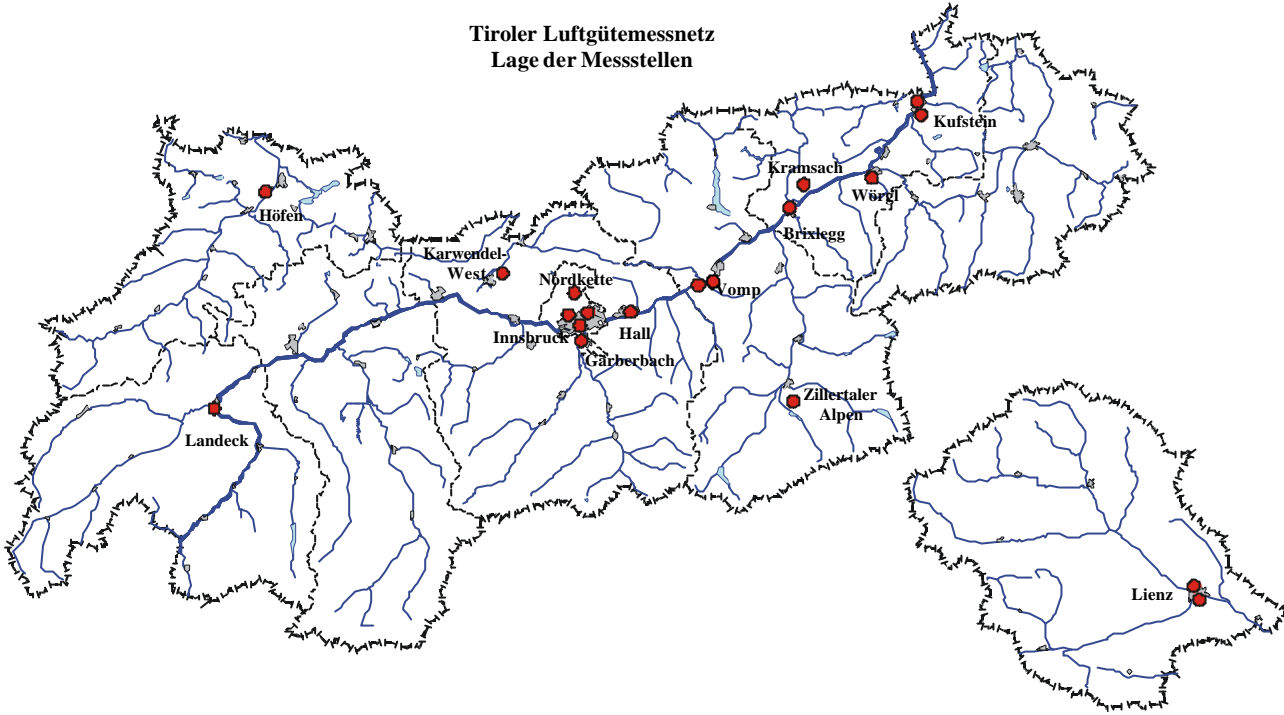 Tiroler Luftgütemessnetz
Lage der Messstellen
Kufstein
Kramsach
Wörgl
Höfen
Brixlegg
Karwendel-
West
Nordkette
Vomp
Innsbruck
Hall
Gärberbach
Zillertaler
Alpen
Landeck
Lienz